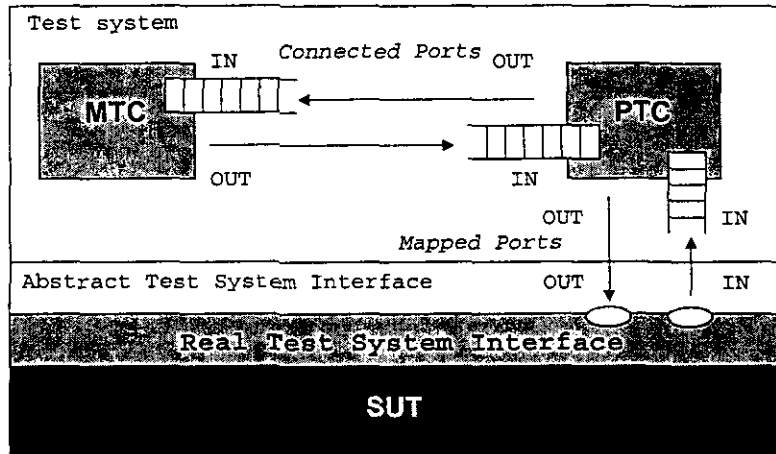 Test system
IN
Connected Ports
OUT
MTC
PTC
OUT
IN
OUT
IN
Mapped Ports
Abstract Test System Interface
OUT
IN
Real Test System Interface
SUT